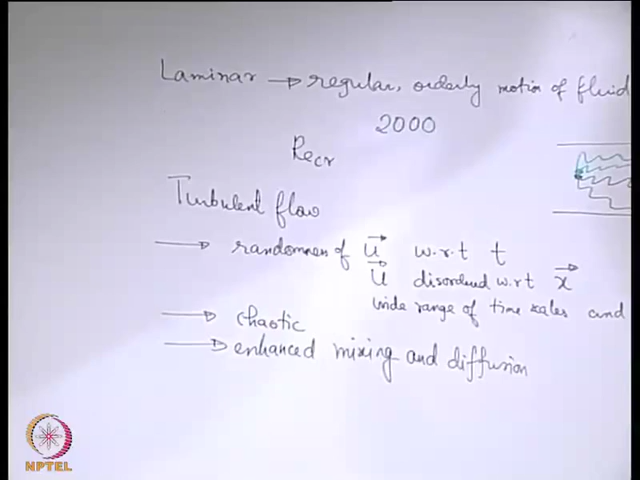 Laminar → regular, orderly motion of fluid
2000
Recr
Turbulent flow
→ randomness of u w.r.t t
u disordered w.r.t x
wide range of time scales and
→ chaotic
→ enhanced mixing and diffusion
NPTEL